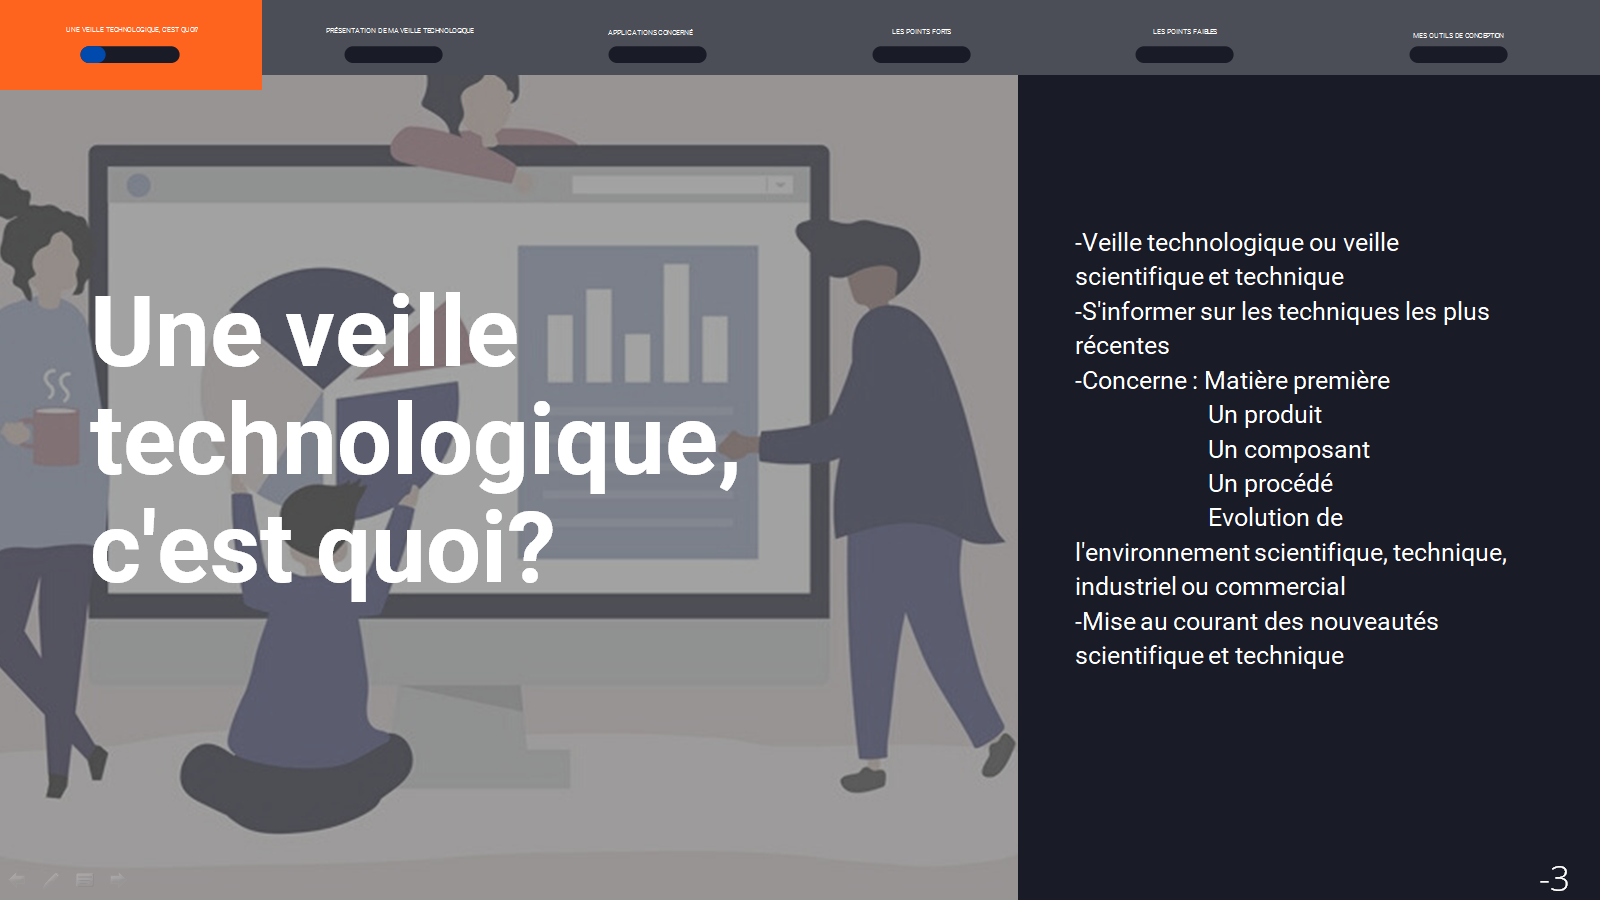 UNE VEILLE TECHNOLOGIQUE, C'EST QUOI?
PRÉSENTATION DE MA VEILLE TECHNOLOGIQUE
APPLICATIONS CONCERNÉ
LES POINTS FORTS
LES POINTS FAIBLES
MES OUTILS DE CONCEPTION
Une veille
technologique,
c'est quoi?
-Veille technologique ou veille
scientifique et technique
-S'informer sur les techniques les plus
récentes
-Concerne : Matière première
Un produit
Un composant
Un procédé
Evolution de
l'environnement scientifique, technique,
industriel ou commercial
-Mise au courant des nouveautés
scientifique et technique
-3